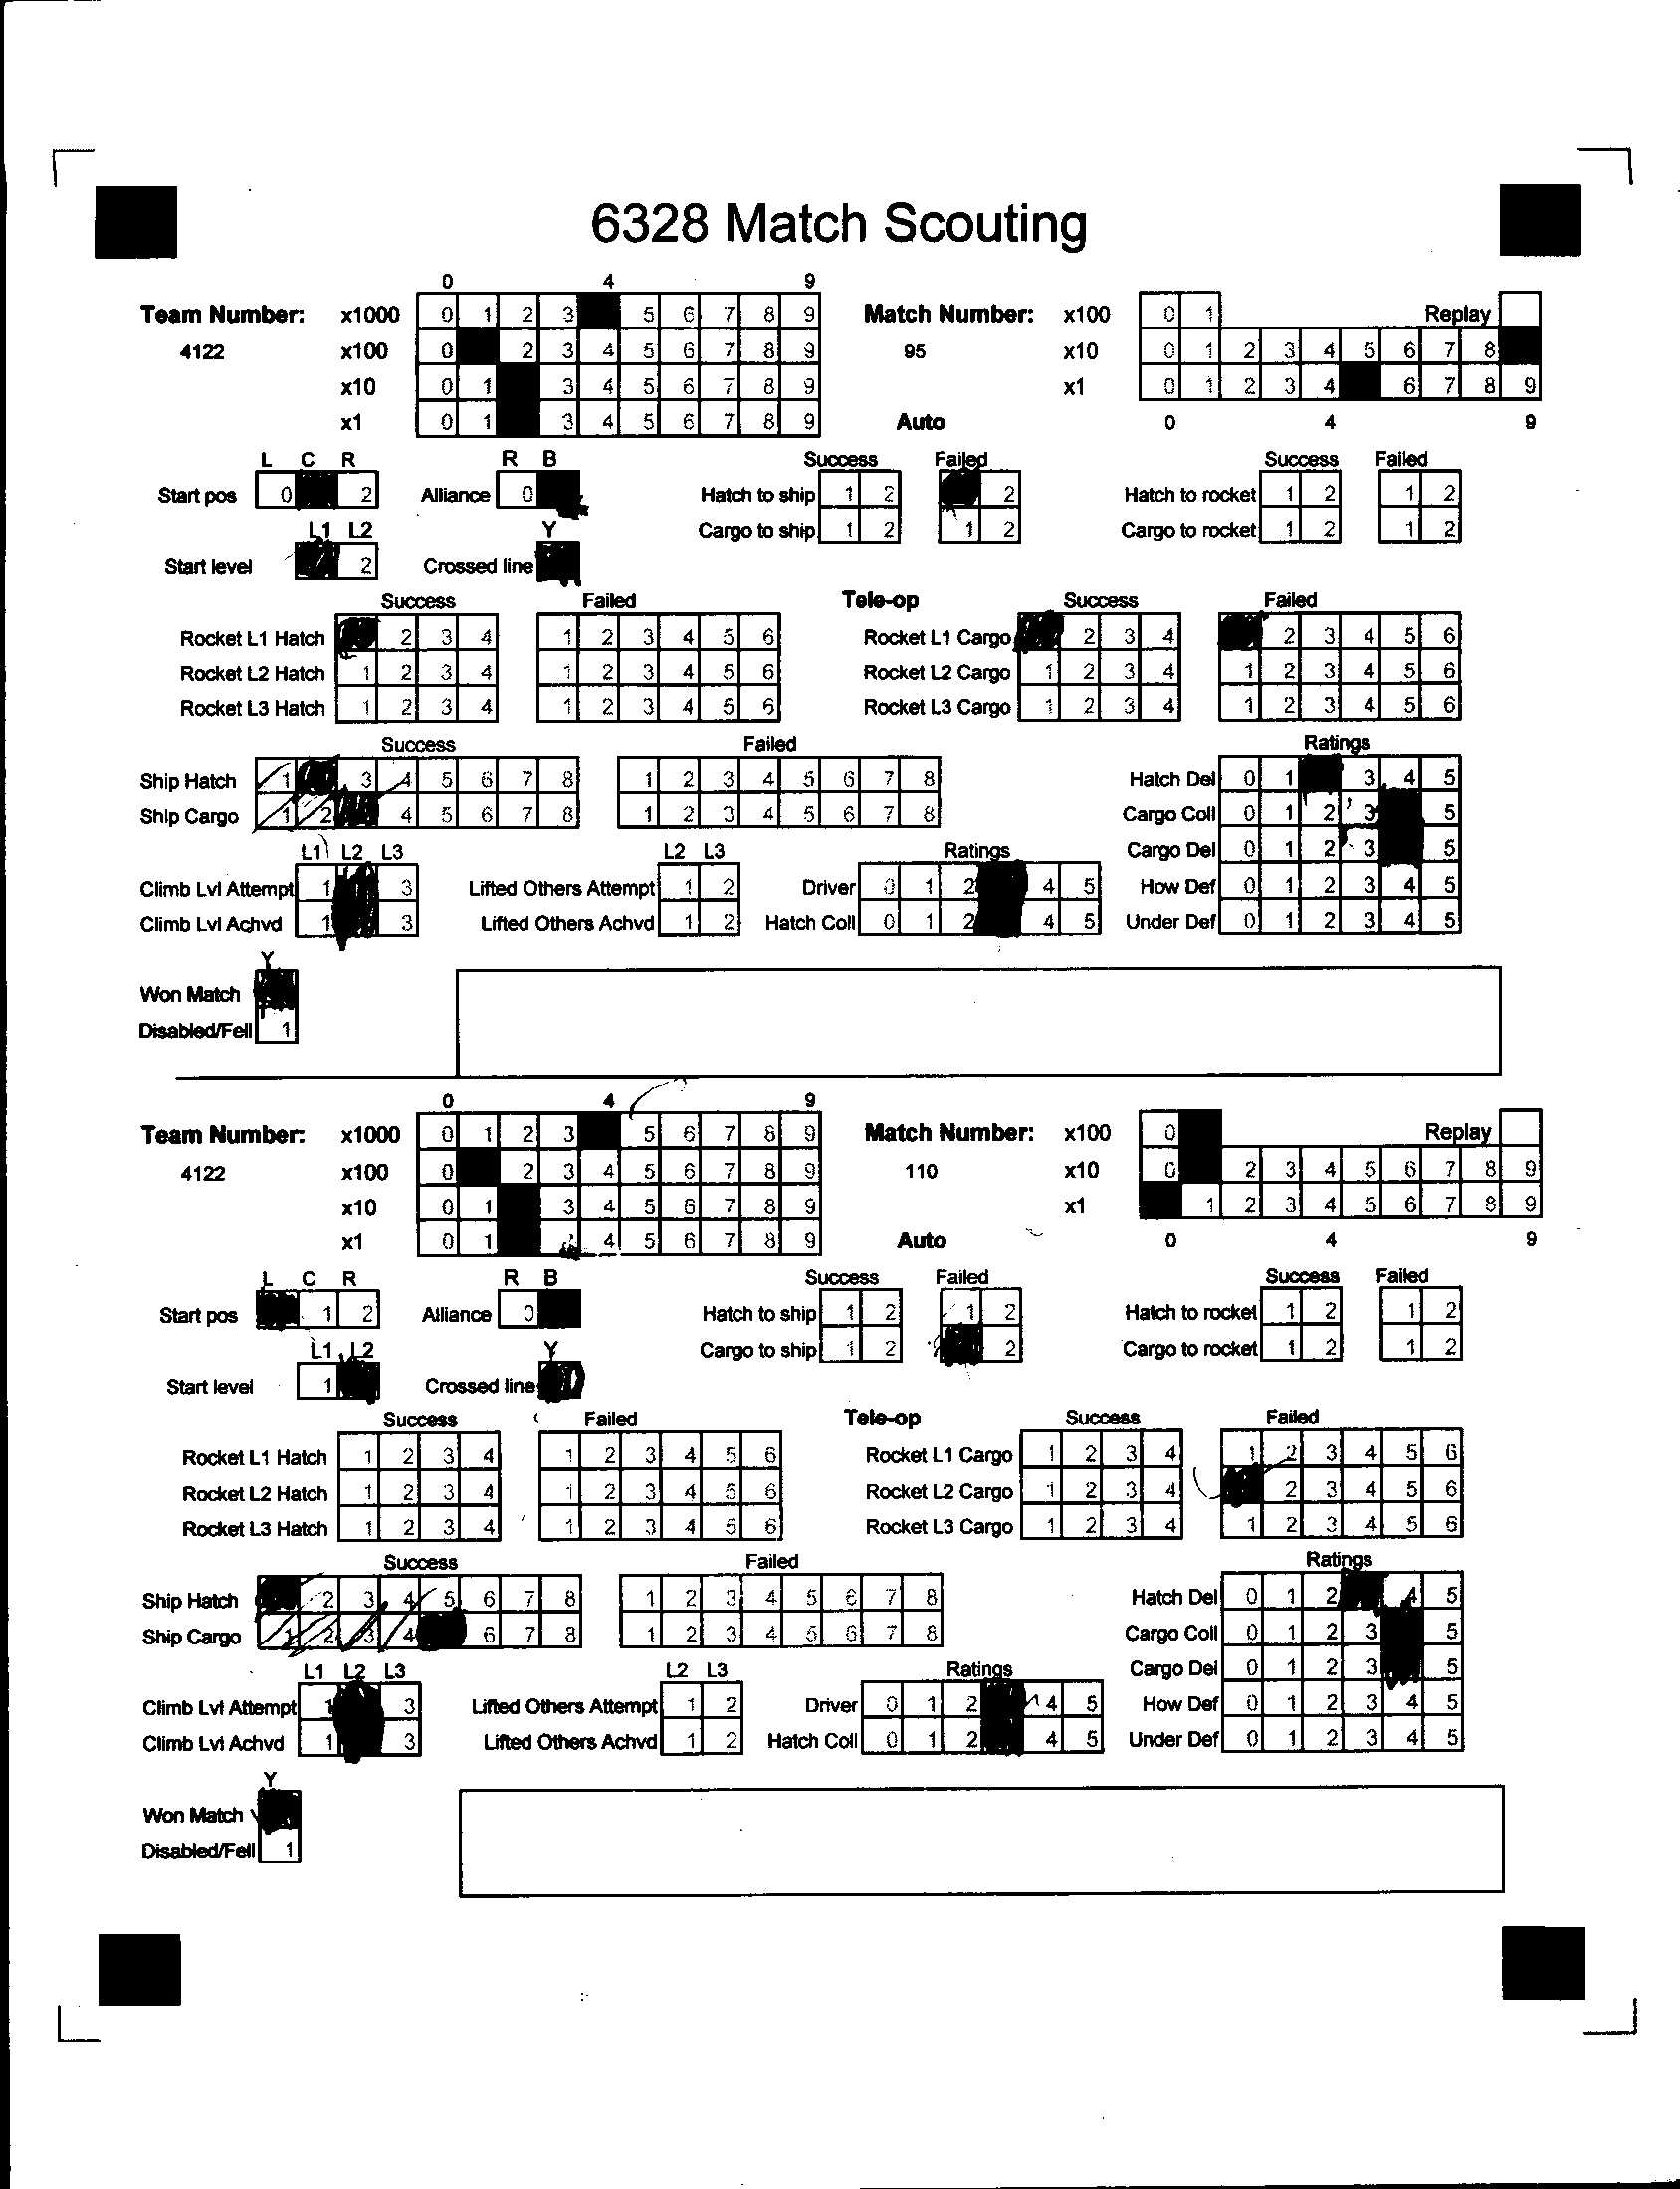 6328 Match Scouting
0 4 9
Team Number: x1000 0 1 2 3 5 6 7 8 9 Match Number: x100 0 1 Replay
4122 x100 0 2 3 4 5 6 7 8 9 95 x10 0 1 2 3 4 5 6 7 8
x10 0 1 3 4 5 6 7 8 9 x1 0 1 2 3 4 6 7 8 9
x1 0 1 3 4 5 6 7 8 9 Auto 0 4 9
L C R R B Success Failed Success Failed
Start pos 0 2 Alliance 0 Hatch to ship 1 2 2 Hatch to rocket 1 2 1 2
L1 L2 Y Cargo to ship 1 2 1 2 Cargo to rocket 1 2 1 2
Start level 2 Crossed line
Success Failed Tele-op Success Failed
Rocket L1 Hatch 2 3 4 1 2 3 4 5 6 Rocket L1 Cargo 2 3 4 2 3 4 5 6
Rocket L2 Hatch 1 2 3 4 1 2 3 4 5 6 Rocket L2 Cargo 1 2 3 4 1 2 3 4 5 6
Rocket L3 Hatch 1 2 3 4 1 2 3 4 5 6 Rocket L3 Cargo 1 2 3 4 1 2 3 4 5 6
Success Failed Ratings
Ship Hatch 1 3 4 5 6 7 8 1 2 3 4 5 6 7 8 Hatch Del 0 1 3 4 5
Ship Cargo 1 2 4 5 6 7 8 1 2 3 4 5 6 7 8 Cargo Coll 0 1 2 3 5
L1 L2 L3 L2 L3 Ratings Cargo Del 0 1 2 3 5
Climb Lvl Attempt 1 3 Lifted Others Attempt 1 2 Driver 0 1 2 4 5 How Def 0 1 2 3 4 5
Climb Lvl Achvd 1 3 Lifted Others Achvd 1 2 Hatch Coll 0 1 2 4 5 Under Def 0 1 2 3 4 5
Y
Won Match
Disabled/Fell 1
0 4 9
Team Number: x1000 0 1 2 3 5 6 7 8 9 Match Number: x100 0 Replay
4122 x100 0 2 3 4 5 6 7 8 9 110 x10 0 2 3 4 5 6 7 8 9
x10 0 1 3 4 5 6 7 8 9 x1 1 2 3 4 5 6 7 8 9
x1 0 1 4 5 6 7 8 9 Auto 0 4 9
L C R R B Success Failed Success Failed
Start pos 1 2 Alliance 0 Hatch to ship 1 2 1 2 Hatch to rocket 1 2 1 2
L1 L2 Y Cargo to ship 1 2 2 Cargo to rocket 1 2 1 2
Start level 1 Crossed line
Success Failed Tele-op Success Failed
Rocket L1 Hatch 1 2 3 4 1 2 3 4 5 6 Rocket L1 Cargo 1 2 3 4 1 2 3 4 5 6
Rocket L2 Hatch 1 2 3 4 1 2 3 4 5 6 Rocket L2 Cargo 1 2 3 4 2 3 4 5 6
Rocket L3 Hatch 1 2 3 4 1 2 3 4 5 6 Rocket L3 Cargo 1 2 3 4 1 2 3 4 5 6
Success Failed Ratings
Ship Hatch 2 3 4 5 6 7 8 1 2 3 4 5 6 7 8 Hatch Del 0 1 2 4 5
Ship Cargo 1 2 3 4 6 7 8 1 2 3 4 5 6 7 8 Cargo Coll 0 1 2 3 5
L1 L2 L3 L2 L3 Ratings Cargo Del 0 1 2 3 5
Climb Lvl Attempt 1 3 Lifted Others Attempt 1 2 Driver 0 1 2 4 5 How Def 0 1 2 3 4 5
Climb Lvl Achvd 1 3 Lifted Others Achvd 1 2 Hatch Coll 0 1 2 4 5 Under Def 0 1 2 3 4 5
Y
Won Match
Disabled/Fell 1